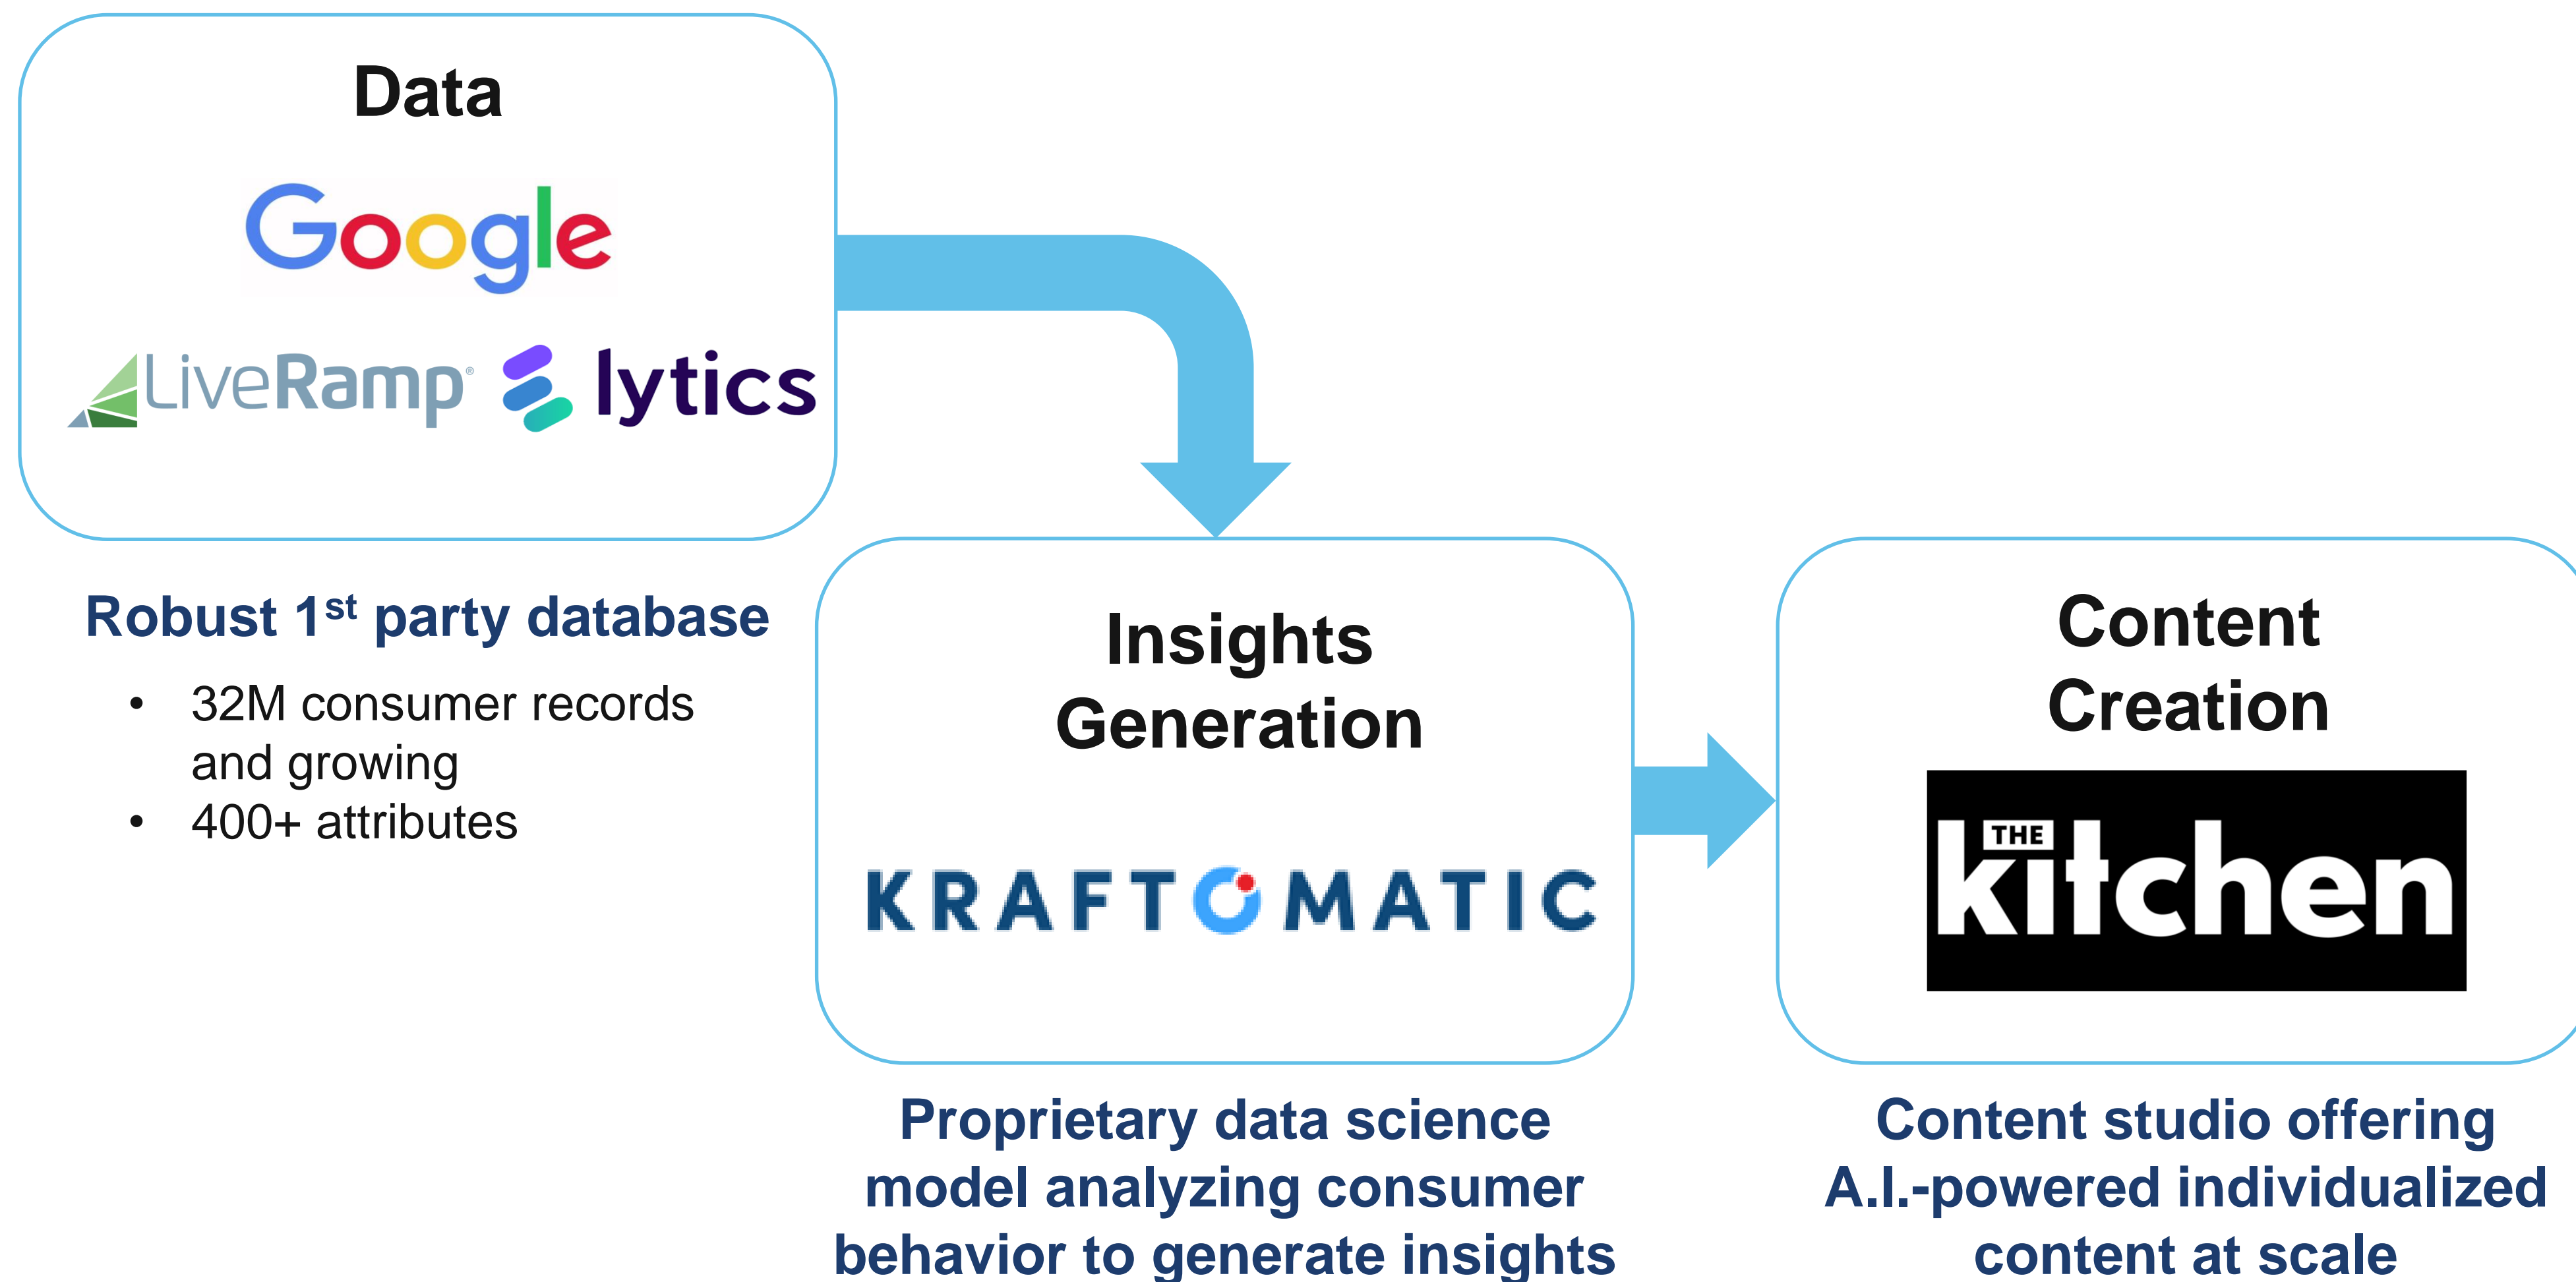 Data
Google
LiveRamp®
lytics
Robust 1st party database
• 32M consumer records
and growing
• 400+ attributes
Insights
Generation
KRAFTOMATIC
Proprietary data science
model analyzing consumer
behavior to generate insights
Content
Creation
THE
kitchen
Content studio offering
A.I.-powered individualized
content at scale